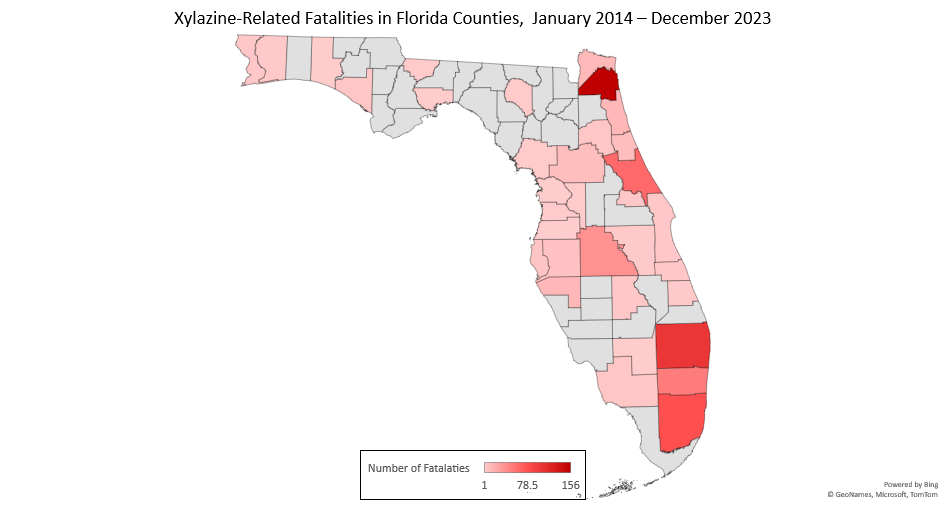 Xylazine-Related Fatalities in Florida Counties,  January 2014 – December 2023
Number of Fatalaties
1 78.5 156
Powered by Bing
© GeoNames, Microsoft, TomTom